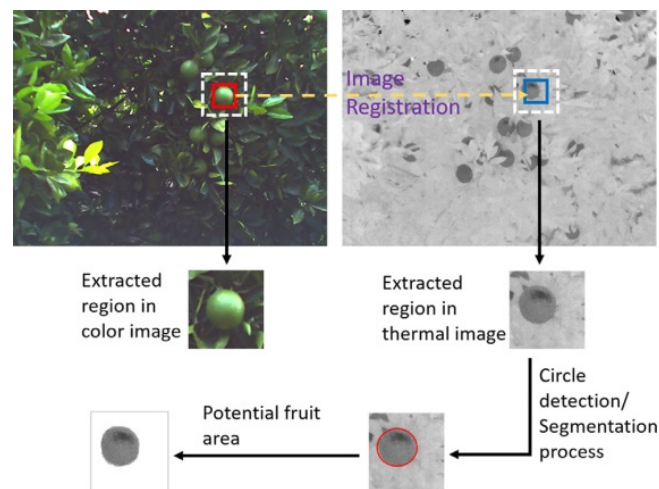 Image
Registration
Extracted
region in
color image
Extracted
region in
thermal image
Circle
detection/
Segmentation
process
Potential fruit
area